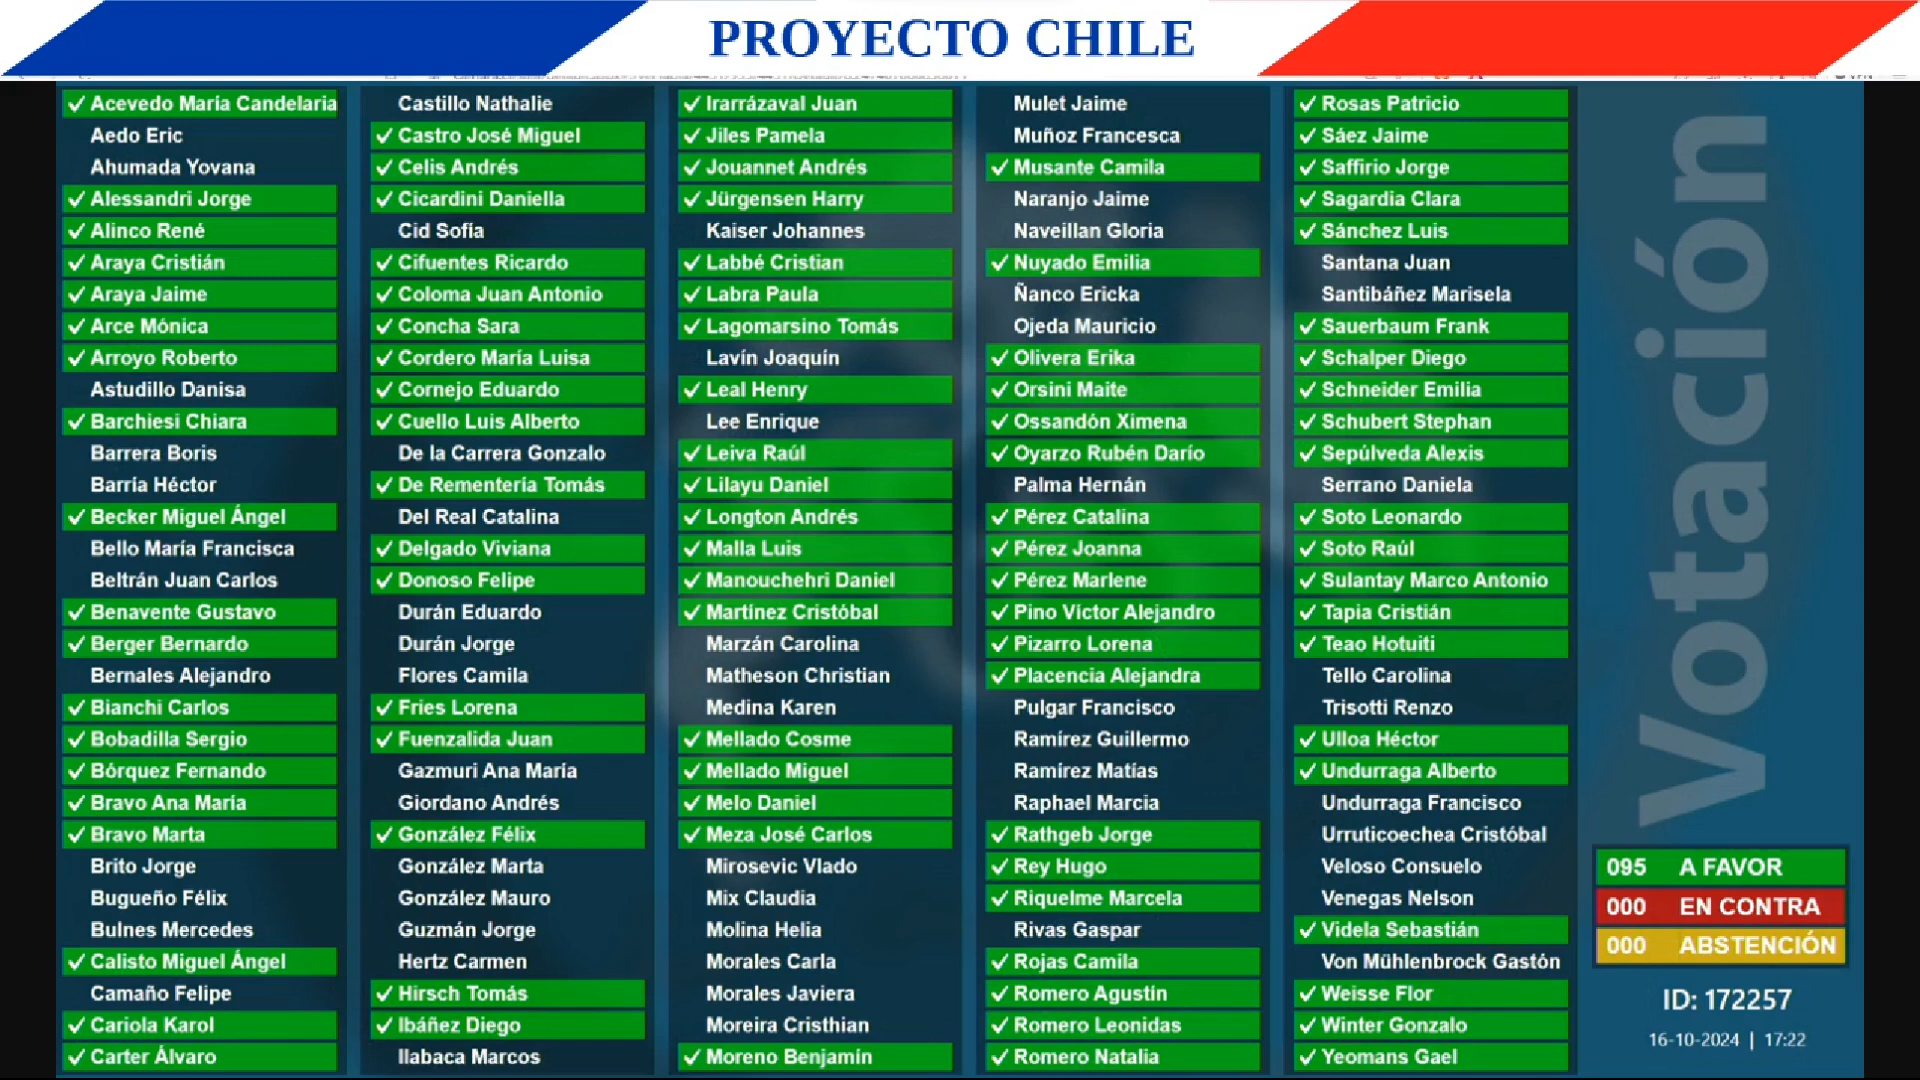 PROYECTO CHILE
✓ Acevedo María Candelaria
Aedo Eric
Ahumada Yovana
✓ Alessandri Jorge
✓ Alinco René
✓ Araya Cristián
✓ Araya Jaime
✓ Arce Mónica
✓ Arroyo Roberto
Astudillo Danisa
✓ Barchiesi Chiara
Barrera Boris
Barría Héctor
✓ Becker Miguel Ángel
Bello María Francisca
Beltrán Juan Carlos
✓ Benavente Gustavo
✓ Berger Bernardo
Bernales Alejandro
✓ Bianchi Carlos
✓ Bobadilla Sergio
✓ Bórquez Fernando
✓ Bravo Ana María
✓ Bravo Marta
Brito Jorge
Bugueño Félix
Bulnes Mercedes
✓ Calisto Miguel Ángel
Camaño Felipe
✓ Cariola Karol
✓ Carter Álvaro
Castillo Nathalie
✓ Castro José Miguel
✓ Celis Andrés
✓ Cicardini Daniella
Cid Sofía
✓ Cifuentes Ricardo
✓ Coloma Juan Antonio
✓ Concha Sara
✓ Cordero María Luisa
✓ Cornejo Eduardo
✓ Cuello Luis Alberto
De la Carrera Gonzalo
✓ De Rementería Tomás
Del Real Catalina
✓ Delgado Viviana
✓ Donoso Felipe
Durán Eduardo
Durán Jorge
Flores Camila
✓ Fries Lorena
✓ Fuenzalida Juan
Gazmuri Ana María
Giordano Andrés
✓ González Félix
González Marta
González Mauro
Guzmán Jorge
Hertz Carmen
✓ Hirsch Tomás
✓ Ibáñez Diego
Ilabaca Marcos
✓ Irarrázaval Juan
✓ Jiles Pamela
✓ Jouannet Andrés
✓ Jürgensen Harry
Kaiser Johannes
✓ Labbé Cristian
✓ Labra Paula
✓ Lagomarsino Tomás
Lavín Joaquín
✓ Leal Henry
Lee Enrique
✓ Leiva Raúl
✓ Lilayu Daniel
✓ Longton Andrés
✓ Malla Luis
✓ Manouchehri Daniel
✓ Martínez Cristóbal
Marzán Carolina
Matheson Christian
Medina Karen
✓ Mellado Cosme
✓ Mellado Miguel
✓ Melo Daniel
✓ Meza José Carlos
Mirosevic Vlado
Mix Claudia
Molina Helia
Morales Carla
Morales Javiera
Moreira Cristhian
✓ Moreno Benjamín
Mulet Jaime
Muñoz Francesca
✓ Musante Camila
Naranjo Jaime
Naveillan Gloria
✓ Nuyado Emilia
Ñanco Ericka
Ojeda Mauricio
✓ Olivera Erika
✓ Orsini Maite
✓ Ossandón Ximena
✓ Oyarzo Rubén Darío
Palma Hernán
✓ Pérez Catalina
✓ Pérez Joanna
✓ Pérez Marlene
✓ Pino Víctor Alejandro
✓ Pizarro Lorena
✓ Placencia Alejandra
Pulgar Francisco
Ramírez Guillermo
Ramírez Matías
Raphael Marcia
✓ Rathgeb Jorge
✓ Rey Hugo
✓ Riquelme Marcela
Rivas Gaspar
✓ Rojas Camila
✓ Romero Agustín
✓ Romero Leonidas
✓ Romero Natalia
✓ Rosas Patricio
✓ Sáez Jaime
✓ Saffirio Jorge
✓ Sagardia Clara
✓ Sánchez Luis
Santana Juan
Santibáñez Marisela
✓ Sauerbaum Frank
✓ Schalper Diego
✓ Schneider Emilia
✓ Schubert Stephan
✓ Sepúlveda Alexis
Serrano Daniela
✓ Soto Leonardo
✓ Soto Raúl
✓ Sulantay Marco Antonio
✓ Tapia Cristián
✓ Teao Hotuiti
Tello Carolina
Trisotti Renzo
✓ Ulloa Héctor
✓ Undurraga Alberto
Undurraga Francisco
Urruticoechea Cristóbal
Veloso Consuelo
Venegas Nelson
✓ Videla Sebastián
Von Mühlenbrock Gastón
✓ Weisse Flor
✓ Winter Gonzalo
✓ Yeomans Gael
Votación
095 A FAVOR
000 EN CONTRA
000 ABSTENCIÓN
ID: 172257
16-10-2024 | 17:22